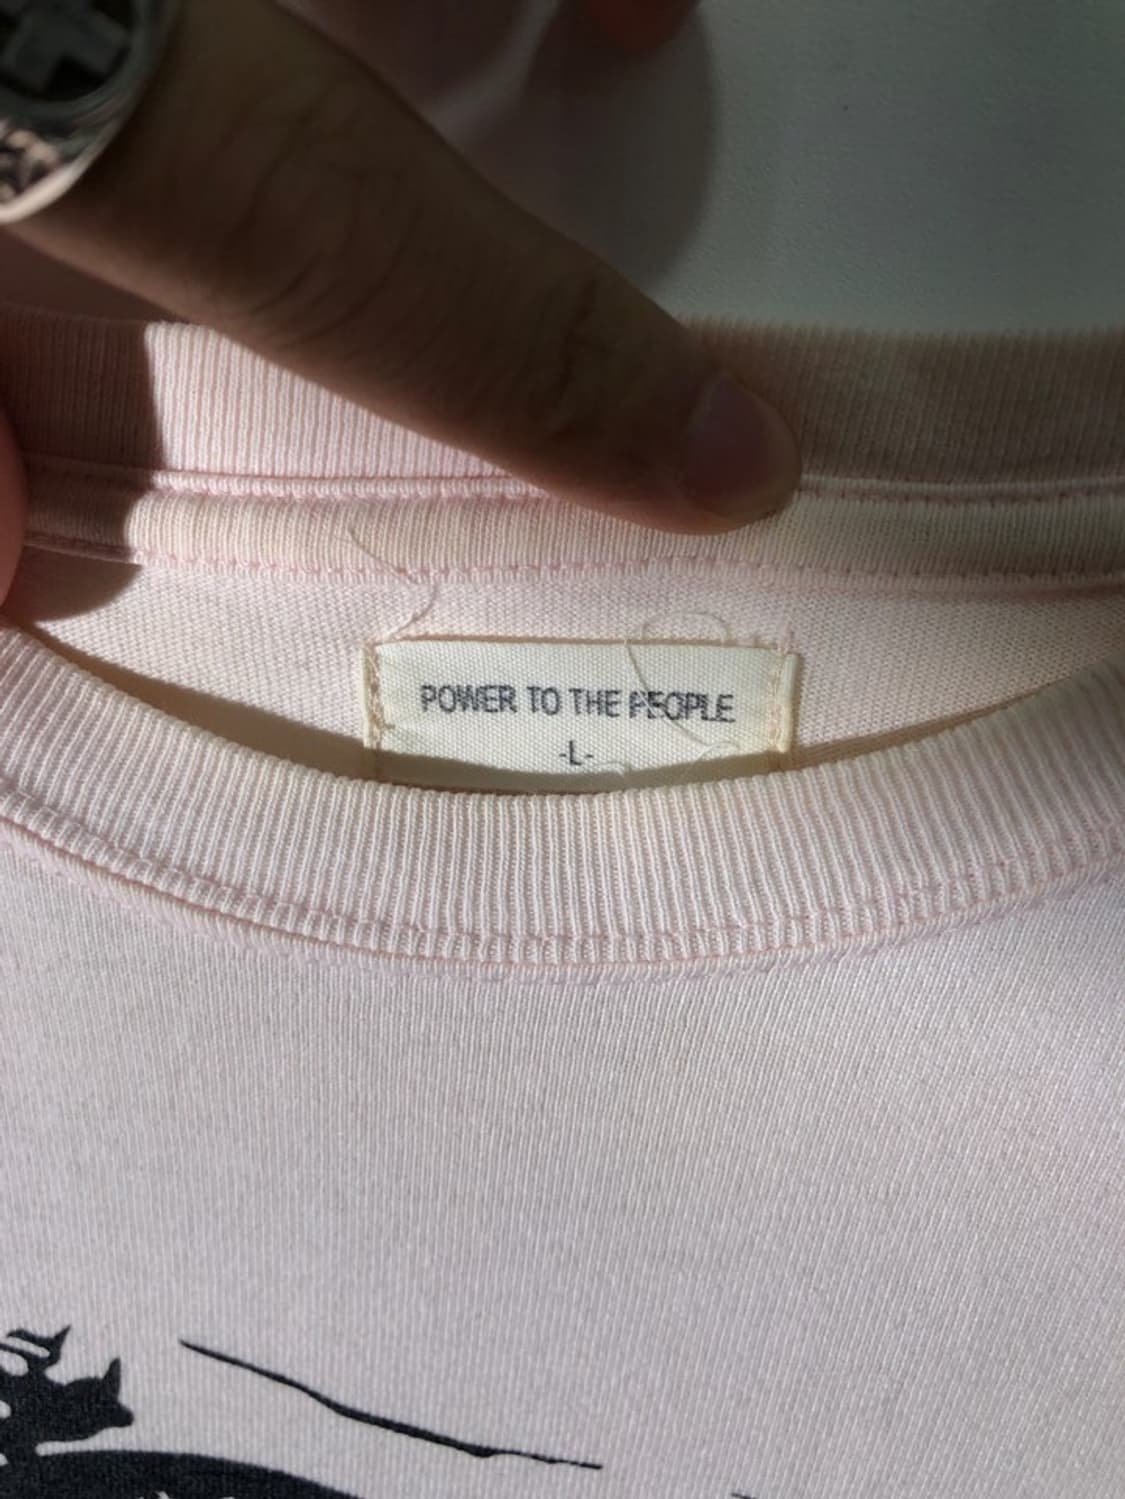 POWER TO THE PEOPLE
-L-